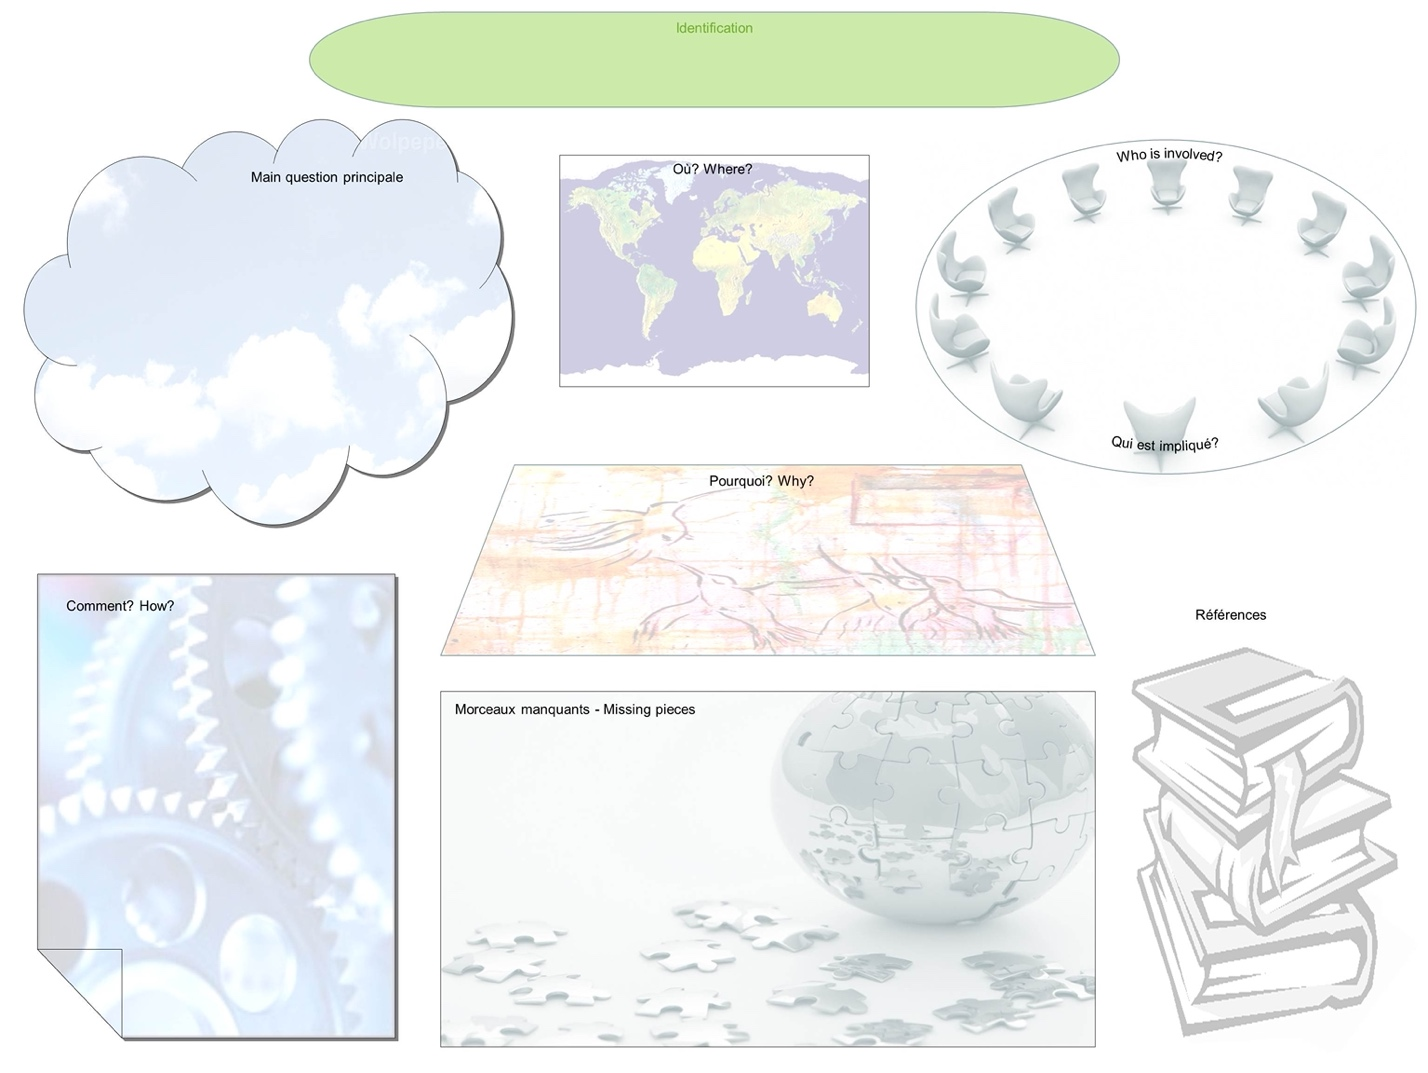 Identification
Main question principale
Où? Where?
Who is involved?
Qui est impliqué?
Pourquoi? Why?
Comment? How?
Références
Morceaux manquants - Missing pieces